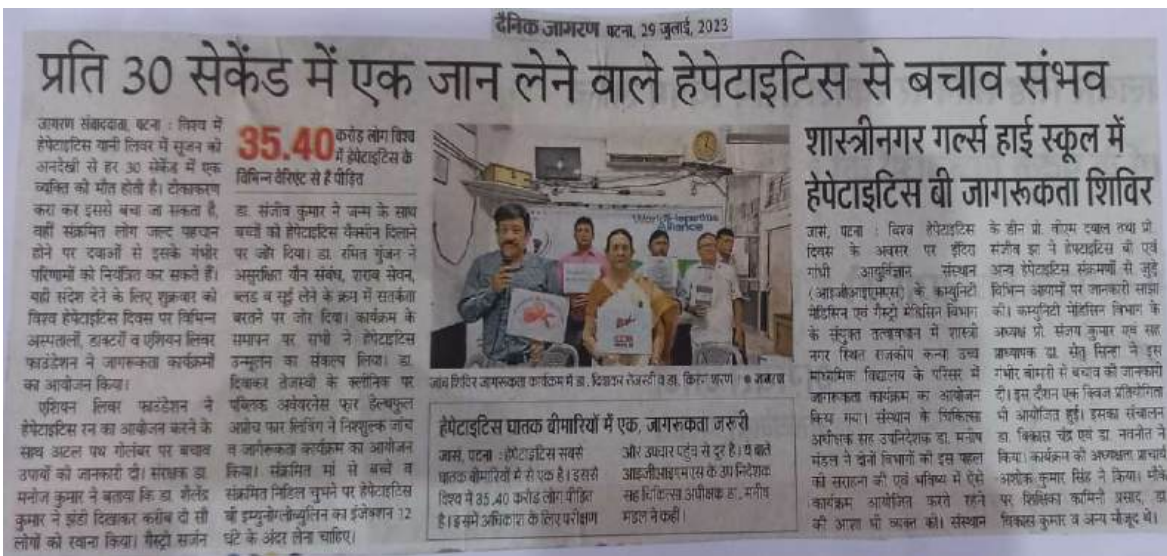 दैनिक जागरण पटना, 29 जुलाई, 2023
प्रति 30 सेकेंड में एक जान लेने वाले हेपेटाइटिस से बचाव संभव
जागरण संवाददाता, पटना : विश्व में
हेपेटाइटिस यानी लिवर में सूजन की
अनदेखी से हर 30 सेकेंड में एक
व्यक्ति की मौत होती है। टीकाकरण
करा कर इससे बचा जा सकता है,
वहीं संक्रमित लोग जल्द पहचान
होने पर दवाओं से इसके गंभीर
परिणामों को नियंत्रित कर सकते हैं।
यही संदेश देने के लिए शुक्रवार को
विश्व हेपेटाइटिस दिवस पर विभिन्न
अस्पतालों, डाक्टरों व एशियन लिवर
फाउंडेशन ने जागरूकता कार्यक्रमों
का आयोजन किया।
एशियन लिवर फाउंडेशन ने
हेपेटाइटिस रन का आयोजन करने के
साथ अटल पथ गोलंबर पर बचाव
उपायों की जानकारी दी। संरक्षक डा.
मनोज कुमार ने बताया कि डा. शैलेंद्र
कुमार ने झंडी दिखाकर करीब दो सौ
लोगों को रवाना किया। गैस्ट्रो सर्जन
35.40 करोड़ लोग विश्व
में हेपेटाइटिस के
विभिन्न वैरिएंट से हैं पीड़ित
डा. संजीव कुमार ने जन्म के साथ
बच्चों को हेपेटाइटिस वैक्सीन दिलाने
पर जोर दिया। डा. रमित गुंजन ने
असुरक्षित यौन संबंध, शराब सेवन,
ब्लड व सूई लेने के क्रम में सतर्कता
बरतने पर जोर दिया। कार्यक्रम के
समापन पर सभी ने हेपेटाइटिस
उन्मूलन का संकल्प लिया। डा.
दिवाकर तेजस्वी के क्लीनिक पर
पब्लिक अवेयरनेस फार हेल्थफुल
अप्रोच फार लिविंग ने निश्शुल्क जांच
व जागरूकता कार्यक्रम का आयोजन
किया। संक्रमित मां से बच्चे व
संक्रमित निडिल चुभने पर हेपेटाइटिस
बी इम्युनोग्लोबुलिन का इंजेक्शन 12
घंटे के अंदर लेना चाहिए।
World Hepatitis
Alliance
जांच शिविर जागरूकता कार्यक्रम में डा. दिवाकर तेजस्वी व डा. किरण शरण। ● जागरण
हेपेटाइटिस घातक बीमारियों में एक, जागरूकता जरूरी
जासं, पटना : हेपेटाइटिस सबसे
घातक बीमारियों में से एक है। इससे
विश्व में 35.40 करोड़ लोग पीड़ित
हैं। इसमें अधिकांश के लिए परीक्षण
और उपचार पहुंच से दूर है। ये बातें
आइजीआइएमएस के उप निदेशक
सह चिकित्सा अधीक्षक डा. मनीष
मंडल ने कहीं।
शास्त्रीनगर गर्ल्स हाई स्कूल में
हेपेटाइटिस बी जागरूकता शिविर
जासं, पटना : विश्व हेपेटाइटिस
दिवस के अवसर पर इंदिरा
गांधी आयुर्विज्ञान संस्थान
(आइजीआइएमएस) के कम्युनिटी
मेडिसिन एवं गैस्ट्रो मेडिसिन विभाग
के संयुक्त तत्वावधान में शास्त्री
नगर स्थित राजकीय कन्या उच्च
माध्यमिक विद्यालय के परिसर में
जागरूकता कार्यक्रम का आयोजन
किया गया। संस्थान के चिकित्सा
अधीक्षक सह उपनिदेशक डा. मनीष
मंडल ने दोनों विभागों की इस पहल
की सराहना की एवं भविष्य में ऐसे
कार्यक्रम आयोजित करते रहने
की आशा भी व्यक्त की। संस्थान
के डीन प्रो. वीएम दयाल तथा प्रो.
संजीव झा ने हेपेटाइटिस बी एवं
अन्य हेपेटाइटिस संक्रमणों से जुड़े
विभिन्न आयामों पर जानकारी साझा
की। कम्युनिटी मेडिसिन विभाग के
अध्यक्ष प्रो. संजय कुमार एवं सह
प्राध्यापक डा. सेतु सिन्हा ने इस
गंभीर बीमारी से बचाव की जानकारी
दी। इस दौरान एक क्विज प्रतियोगिता
भी आयोजित हुई। इसका संचालन
डा. विकास चंद्र एवं डा. नवनीत ने
किया। कार्यक्रम की अध्यक्षता प्राचार्य
अशोक कुमार सिंह ने किया। मौके
पर शिक्षिका कामिनी प्रसाद, डा.
विकास कुमार व अन्य मौजूद थे।